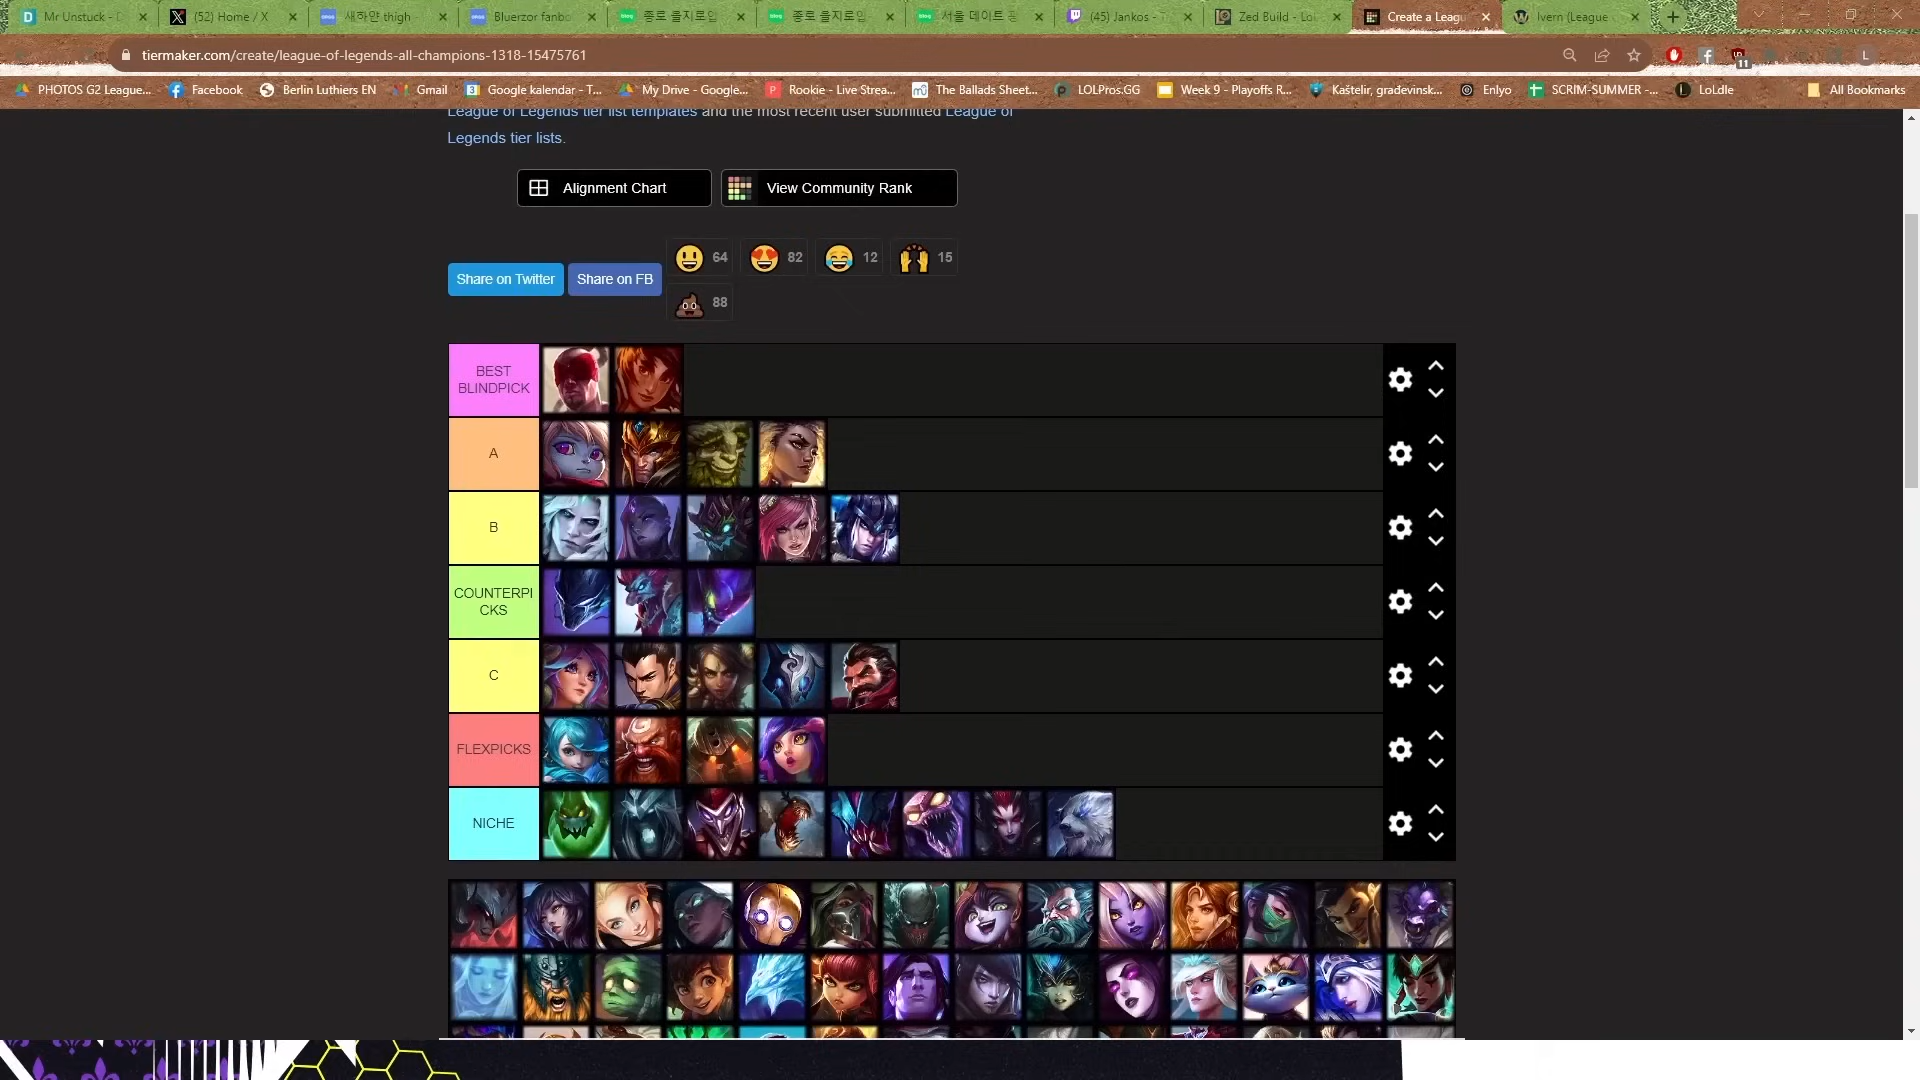 Mr Unstuck - D
(52) Home / X
새하얀 thigh
Bluerzor fanbo
종로 을지로입
종로 을지로입
서울 데이트 장
(45) Jankos - T
Zed Build - Lo
Create a Leagu
Ivern (League
tiermaker.com/create/league-of-legends-all-champions-1318-15475761
11
L
PHOTOS G2 League...
Facebook
Berlin Luthiers EN
Gmail
Google kalendar - T...
My Drive - Google...
Rookie - Live Strea...
The Ballads Sheet...
LOLPros.GG
Week 9 - Playoffs R...
Kaštelir, građevinsk...
Enlyo
SCRIM-SUMMER -...
LoLdle
All Bookmarks
League of Legends tier list templates and the most recent user submitted League of
Legends tier lists.
Alignment Chart
View Community Rank
Share on Twitter
Share on FB
64
82
12
15
88
BEST
BLINDPICK
A
B
COUNTERPI
CKS
C
FLEXPICKS
NICHE